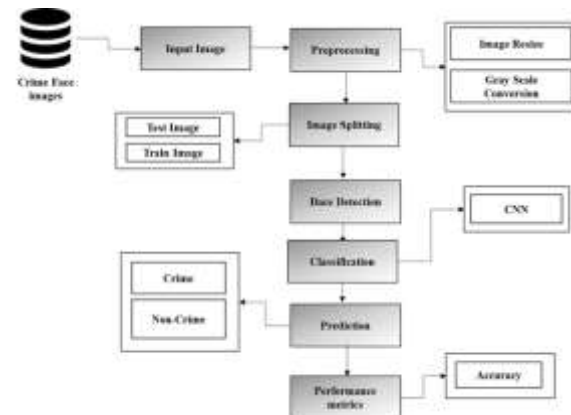 Crime Face
images
Input Image
Preprocessing
Image Resize
Gray Scale
Conversion
Image Splitting
Test Image
Train Image
Detection
CNN
Classification
Crime
Non-Crime
Prediction
Performance
metrics
Accuracy